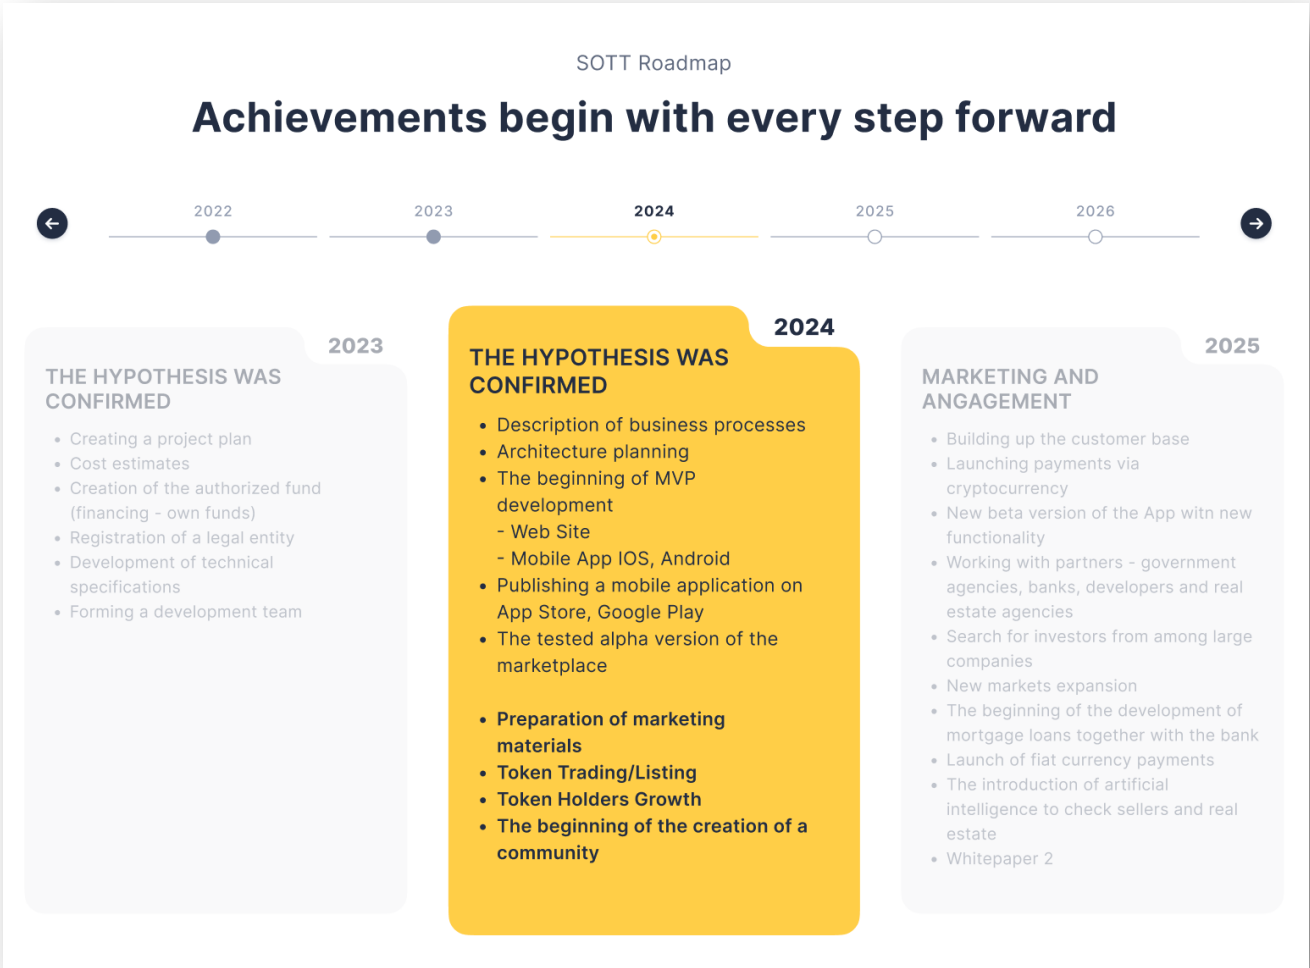 SOTT Roadmap
Achievements begin with every step forward
2022
2023
2024
2025
2026
2023
THE HYPOTHESIS WAS
CONFIRMED
• Creating a project plan
• Cost estimates
• Creation of the authorized fund
(financing - own funds)
• Registration of a legal entity
• Development of technical
specifications
• Forming a development team
2024
THE HYPOTHESIS WAS
CONFIRMED
• Description of business processes
• Architecture planning
• The beginning of MVP
development
- Web Site
- Mobile App IOS, Android
• Publishing a mobile application on
App Store, Google Play
• The tested alpha version of the
marketplace
• Preparation of marketing
materials
• Token Trading/Listing
• Token Holders Growth
• The beginning of the creation of a
community
2025
MARKETING AND
ANGAGEMENT
• Building up the customer base
• Launching payments via
cryptocurrency
• New beta version of the App witn new
functionality
• Working with partners - government
agencies, banks, developers and real
estate agencies
• Search for investors from among large
companies
• New markets expansion
• The beginning of the development of
mortgage loans together with the bank
• Launch of fiat currency payments
• The introduction of artificial
intelligence to check sellers and real
estate
• Whitepaper 2